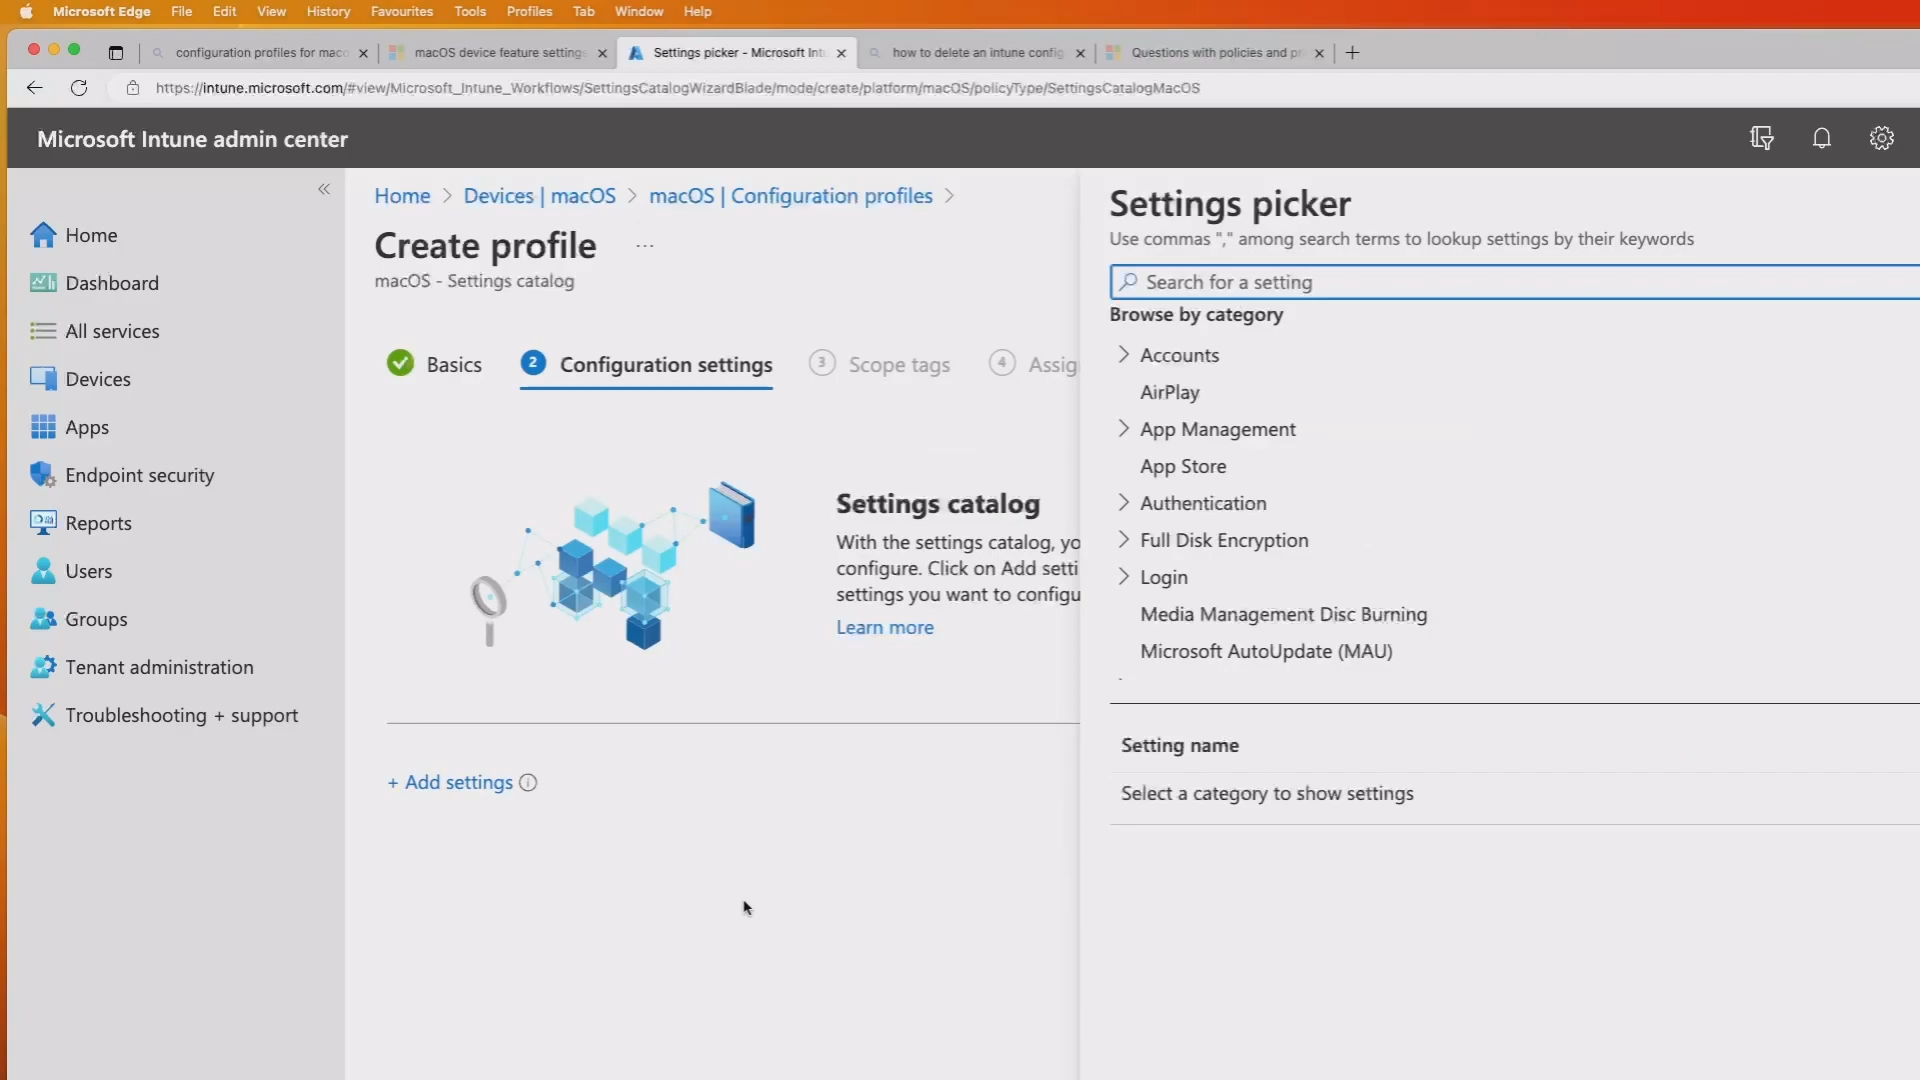 Microsoft Edge File Edit View History Favourites Tools Profiles Tab Window Help
configuration profiles for maco
macOS device feature settings
Settings picker - Microsoft Int
how to delete an intune config
Questions with policies and pr
https://intune.microsoft.com/#view/Microsoft_Intune_Workflows/SettingsCatalogWizardBlade/mode/create/platform/macOS/policyType/SettingsCatalogMacOS
Microsoft Intune admin center
Home
Dashboard
All services
Devices
Apps
Endpoint security
Reports
Users
Groups
Tenant administration
Troubleshooting + support
Home > Devices | macOS > macOS | Configuration profiles >
Create profile ...
macOS - Settings catalog
Basics
2 Configuration settings
3 Scope tags
4 Assig
Settings catalog
With the settings catalog, yo
configure. Click on Add setti
settings you want to configu
Learn more
+ Add settings
Settings picker
Use commas "," among search terms to lookup settings by their keywords
Search for a setting
Browse by category
Accounts
AirPlay
App Management
App Store
Authentication
Full Disk Encryption
Login
Media Management Disc Burning
Microsoft AutoUpdate (MAU)
Setting name
Select a category to show settings